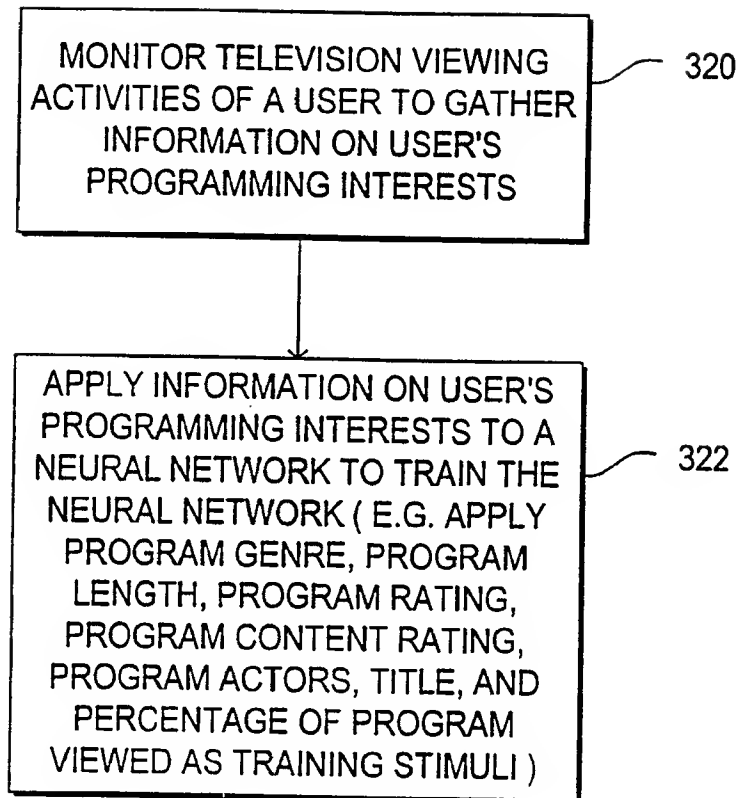 MONITOR TELEVISION VIEWING
ACTIVITIES OF A USER TO GATHER
INFORMATION ON USER'S
PROGRAMMING INTERESTS
320
APPLY INFORMATION ON USER'S
PROGRAMMING INTERESTS TO A
NEURAL NETWORK TO TRAIN THE
NEURAL NETWORK ( E.G. APPLY
PROGRAM GENRE, PROGRAM
LENGTH, PROGRAM RATING,
PROGRAM CONTENT RATING,
PROGRAM ACTORS, TITLE, AND
PERCENTAGE OF PROGRAM
VIEWED AS TRAINING STIMULI )
322